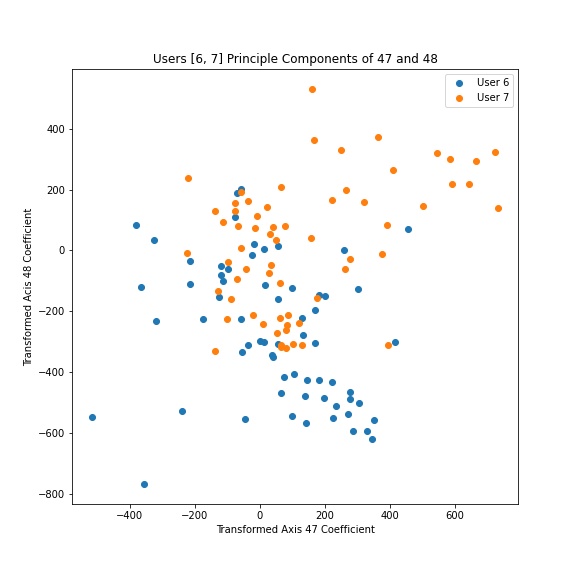 Users [6, 7] Principle Components of 47 and 48
User 6
User 7
400
200
0
−200
−400
−600
−800
Transformed Acis 48 Coefficient
−400
−200
0
200
400
600
Transformed Axis 47 Coefficient